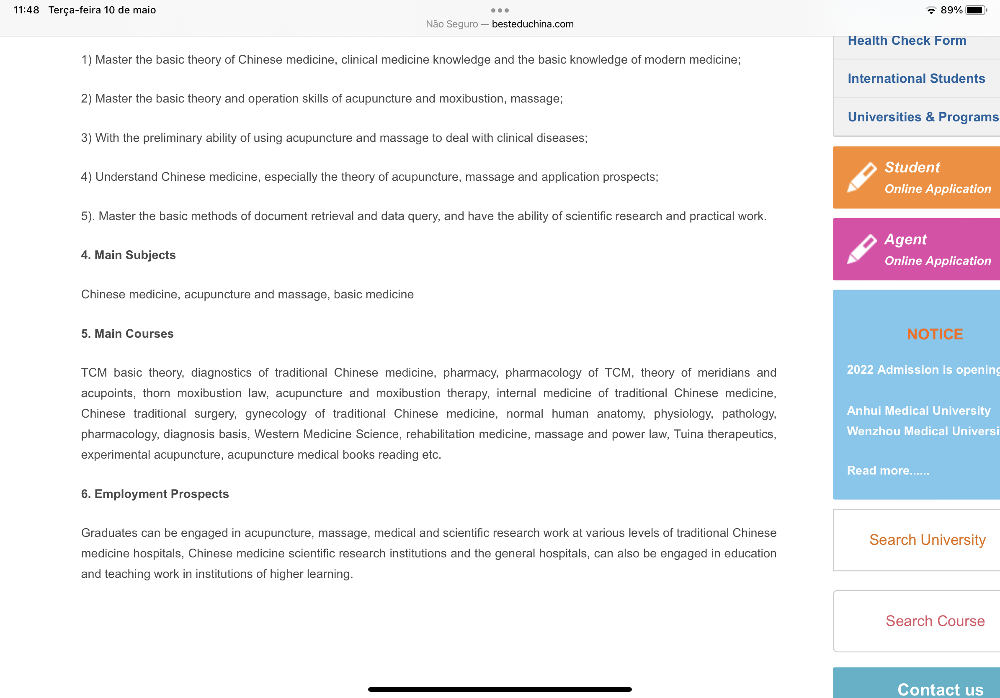 11:48 Terça-feira 10 de maio
89%
Não Seguro — besteduchina.com
1) Master the basic theory of Chinese medicine, clinical medicine knowledge and the basic knowledge of modern medicine;
2) Master the basic theory and operation skills of acupuncture and moxibustion, massage;
3) With the preliminary ability of using acupuncture and massage to deal with clinical diseases;
4) Understand Chinese medicine, especially the theory of acupuncture, massage and application prospects;
5). Master the basic methods of document retrieval and data query, and have the ability of scientific research and practical work.
4. Main Subjects
Chinese medicine, acupuncture and massage, basic medicine
5. Main Courses
TCM basic theory, diagnostics of traditional Chinese medicine, pharmacy, pharmacology of TCM, theory of meridians and
acupoints, thorn moxibustion law, acupuncture and moxibustion therapy, internal medicine of traditional Chinese medicine,
Chinese traditional surgery, gynecology of traditional Chinese medicine, normal human anatomy, physiology, pathology,
pharmacology, diagnosis basis, Western Medicine Science, rehabilitation medicine, massage and power law, Tuina therapeutics,
experimental acupuncture, acupuncture medical books reading etc.
6. Employment Prospects
Graduates can be engaged in acupuncture, massage, medical and scientific research work at various levels of traditional Chinese
medicine hospitals, Chinese medicine scientific research institutions and the general hospitals, can also be engaged in education
and teaching work in institutions of higher learning.
Health Check Form
International Students
Universities & Programs
Student
Online Application
Agent
Online Application
NOTICE
2022 Admission is opening
Anhui Medical University
Wenzhou Medical Universi
Read more......
Search University
Search Course
Contact us